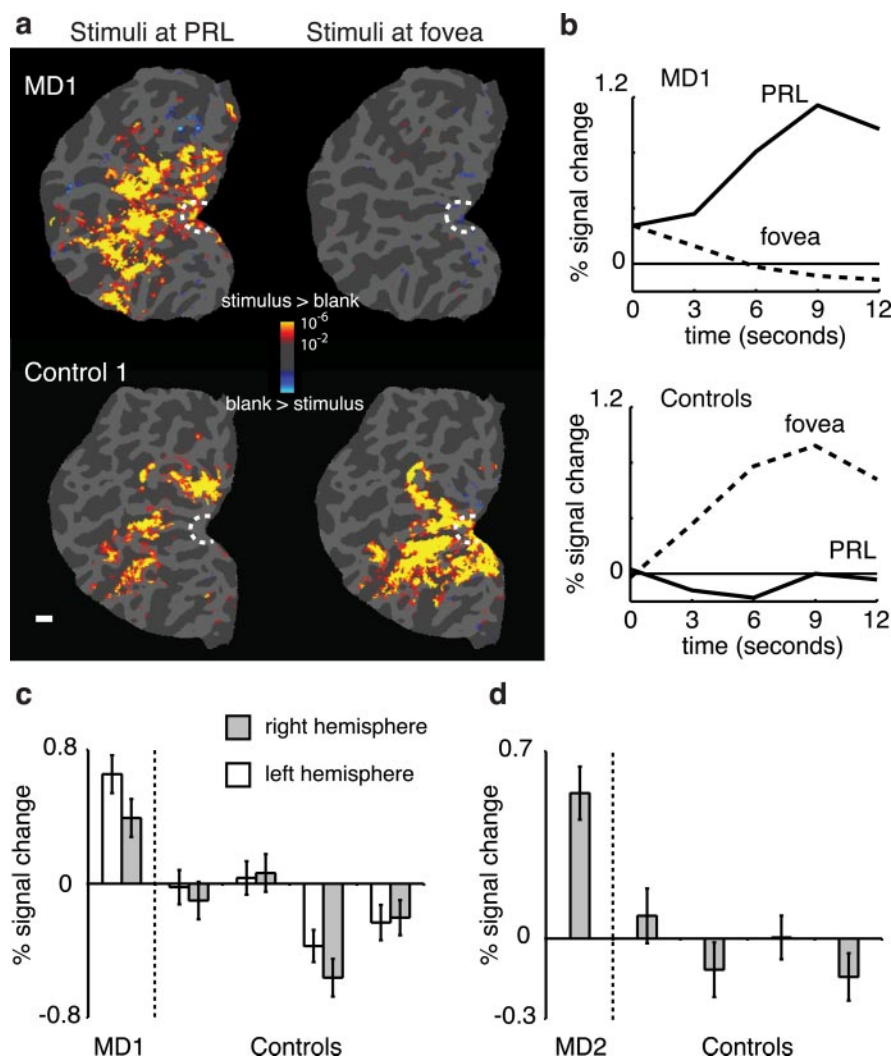 a
Stimuli at PRL
Stimuli at fovea
MD1
stimulus > blank
10-6
10-2
blank > stimulus
Control 1
b
1.2
MD1
PRL
% signal change
fovea
0
0 3 6 9 12
time (seconds)
1.2
Controls
fovea
% signal change
PRL
0
0 3 6 9 12
time (seconds)
c
right hemisphere
left hemisphere
0.8
% signal change
0
-0.8
MD1
Controls
d
0.7
% signal change
0
-0.3
MD2
Controls